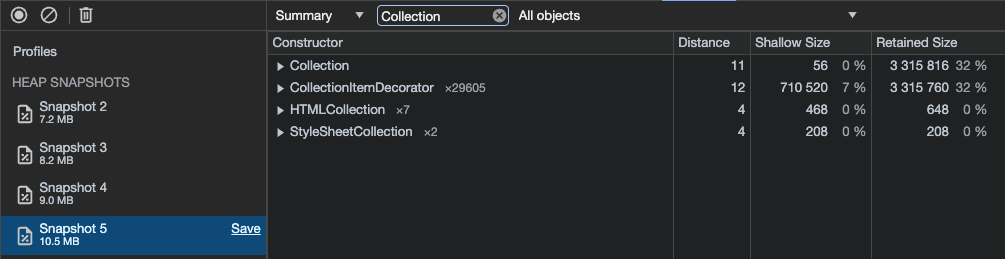 Summary ▼ Collection All objects ▼
Profiles
HEAP SNAPSHOTS
Snapshot 2
7.2 MB
Snapshot 3
8.2 MB
Snapshot 4
9.0 MB
Snapshot 5 Save
10.5 MB
Constructor Distance Shallow Size Retained Size
Collection 11 56 0 % 3 315 816 32 %
CollectionItemDecorator ×29605 12 710 520 7 % 3 315 760 32 %
HTMLCollection ×7 4 468 0 % 648 0 %
StyleSheetCollection ×2 4 208 0 % 208 0 %